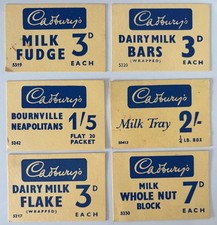 Cadbury's
MILK
FUDGE
3D
EACH
S319
Cadbury's
DAIRY MILK
BARS
(WRAPPED)
3D
EACH
Cadbury's
BOURNVILLE
NEAPOLITANS
1/5
FLAT 20
PACKET
Cadbury's
Milk Tray
2/-
¼ LB. BOX
Cadbury's
DAIRY MILK
FLAKE
(WRAPPED)
3D
EACH
S317
Cadbury's
MILK
WHOLE NUT
BLOCK
7D
EACH